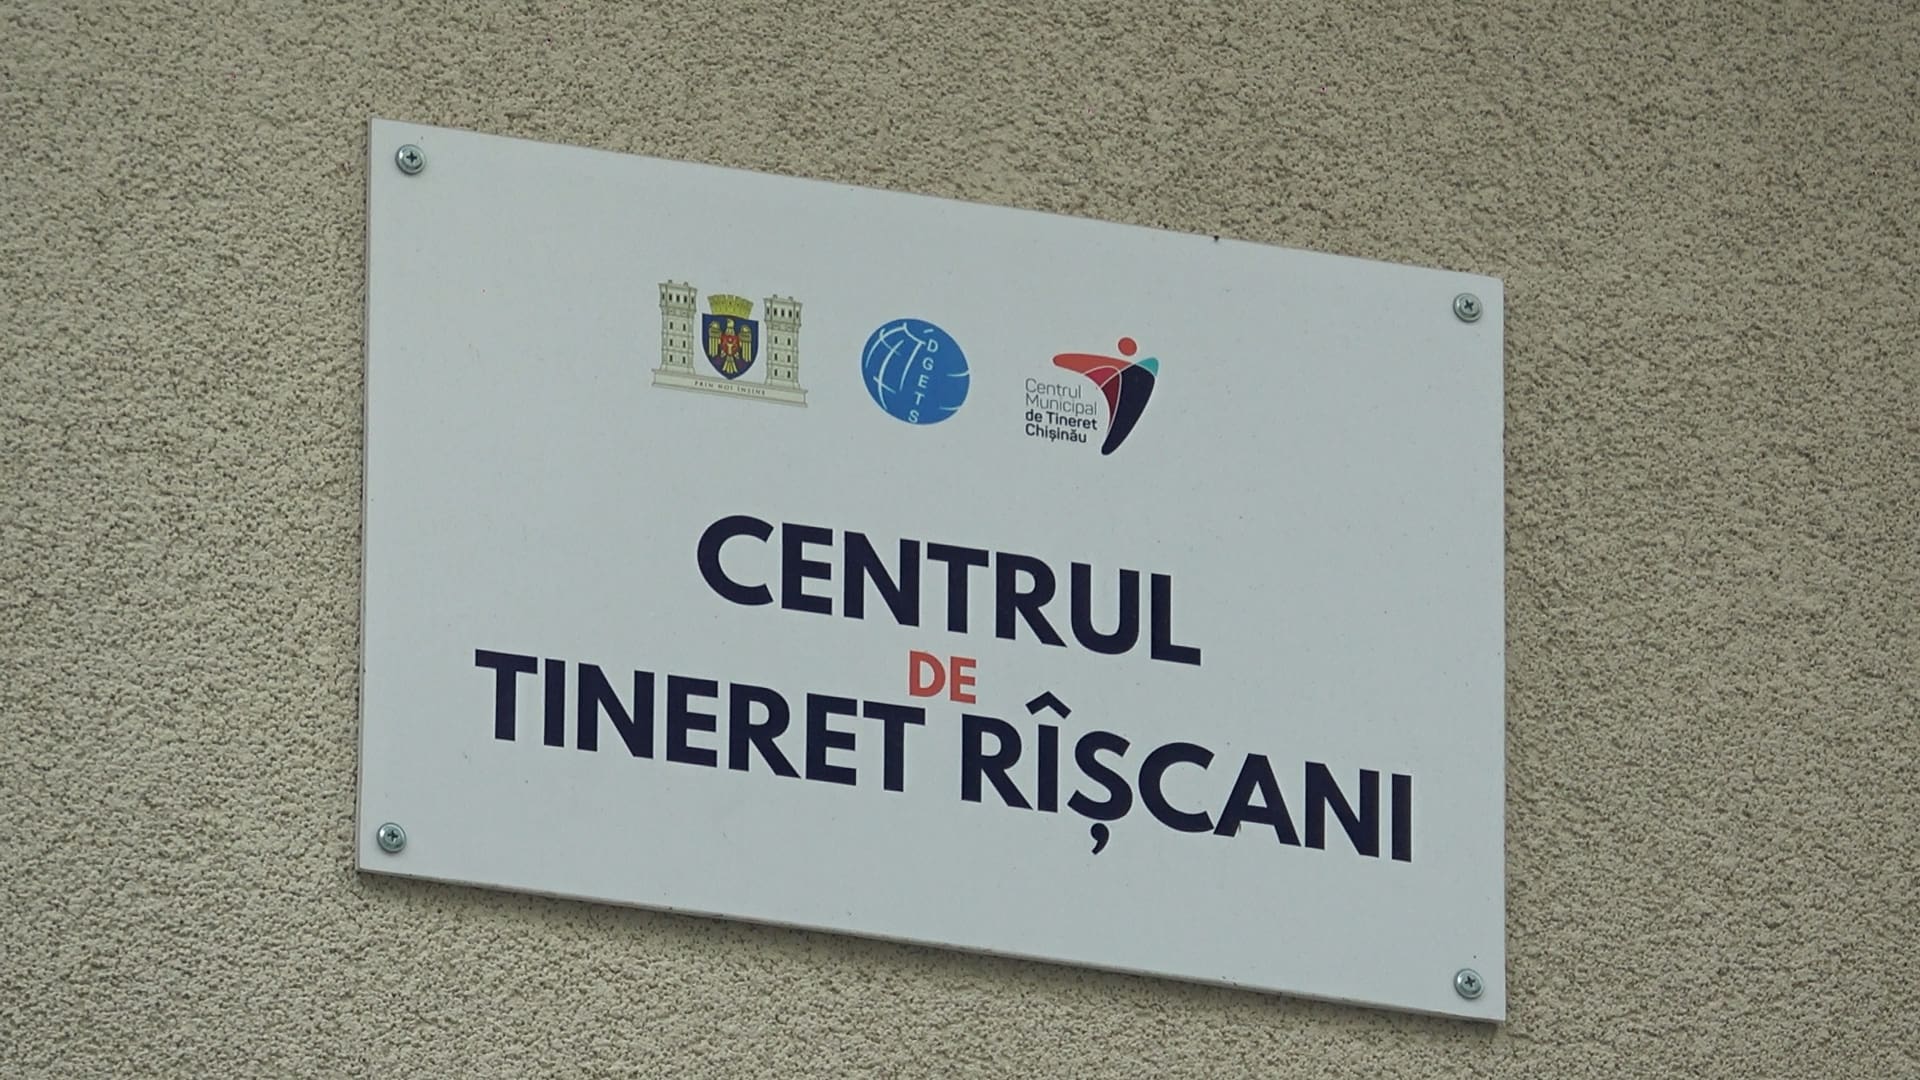 PRIN NOI ÎNȘINE
DGETS
Centrul
Municipal
de Tineret
Chișinău
CENTRUL
DE
TINERET RÎȘCANI